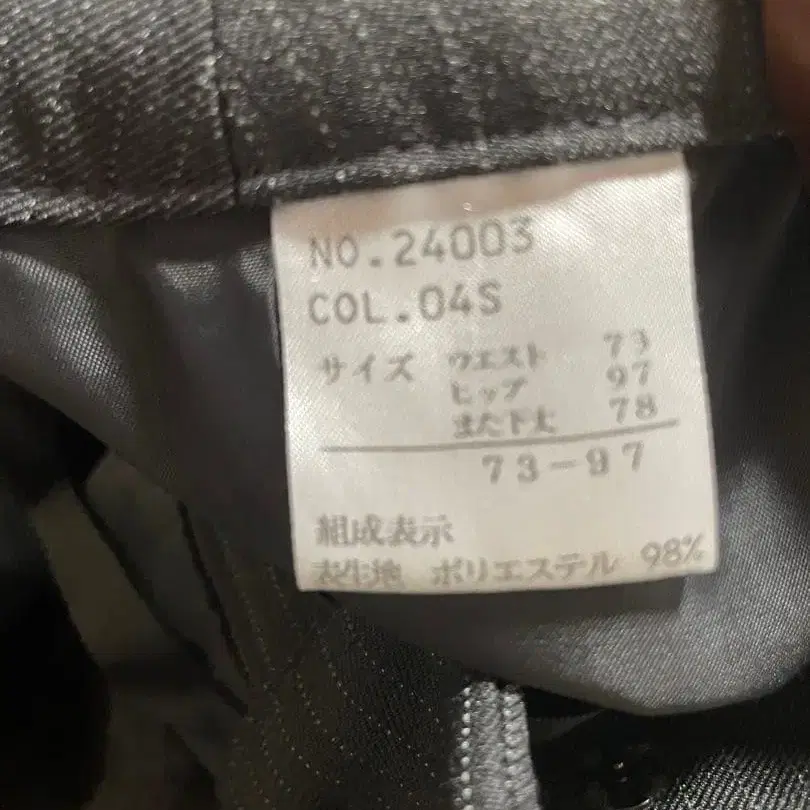 NO.24003
COL.04S
サイズ ウエスト 73
ヒップ 97
また下丈 78
73-97
組成表示
表生地 ポリエステル 98%